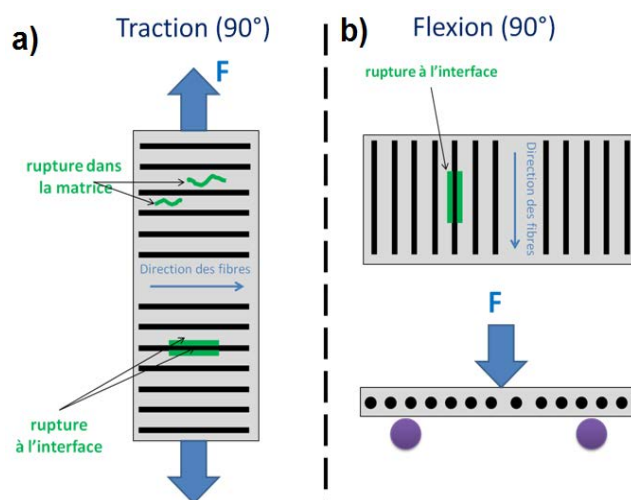 a)
Traction (90°)
F
rupture dans
la matrice
Direction des fibres
rupture
à l'interface
b)
Flexion (90°)
rupture à l'interface
Direction
des fibres
F